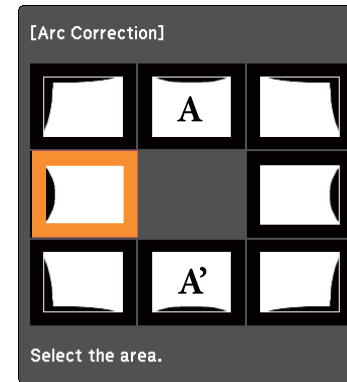 [Arc Correction]
A
A’
Select the area.